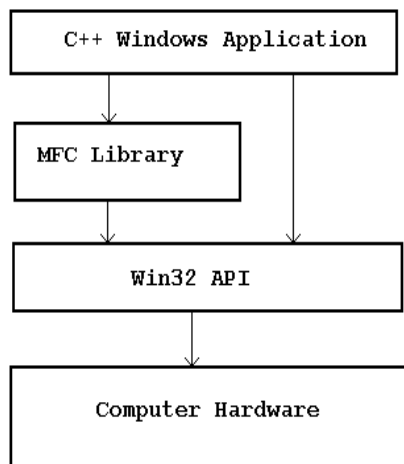 C++ Windows Application
MFC Library
Win32 API
Computer Hardware